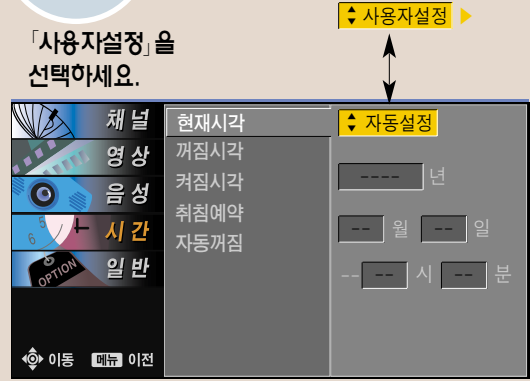 사용자설정
「사용자설정」을
선택하세요.
채널
영상
음성
시간
일반
5
6
OPTION
이동 메뉴 이전
현재시각
꺼짐시각
켜짐시각
취침예약
자동꺼짐
자동설정
---- 년
-- 월 -- 일
-- -- 시 -- 분